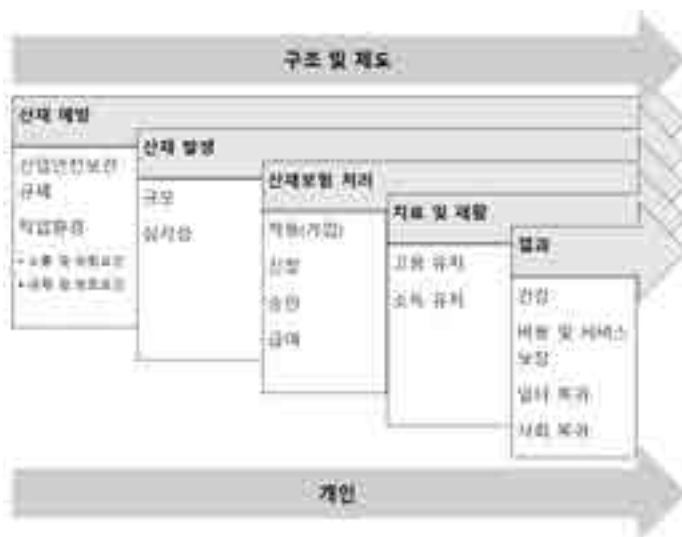 구조 및 제도
산재 예방
산업안전보건
규제
작업환경
산재 발생
규모
심각성
산재보험 처리
적용(가입)
신청
승인
급여
치료 및 재활
고용 유지
소득 유지
결과
건강
비용 및 서비스
보장
일터 복귀
사회 복귀
개인